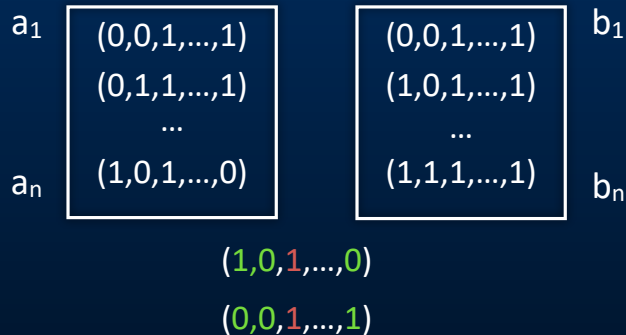 a1 (0,0,1,…,1) (0,0,1,…,1) b1
(0,1,1,…,1) (1,0,1,…,1)
… …
an (1,0,1,…,0) (1,1,1,…,1) bn
(1,0,1,…,0)
(0,0,1,…,1)